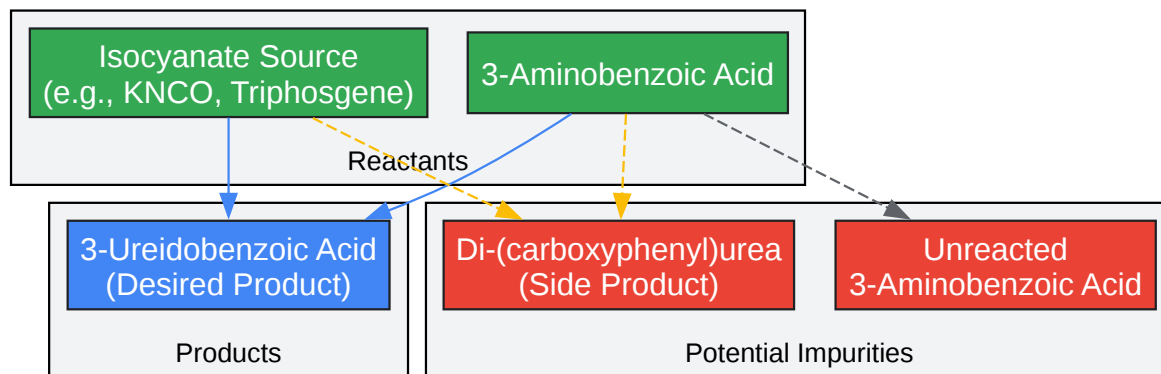 Isocyanate Source
(e.g., KNCO, Triphosgene)
3-Aminobenzoic Acid
Reactants
3-Ureidobenzoic Acid
(Desired Product)
Di-(carboxyphenyl)urea
(Side Product)
Unreacted
3-Aminobenzoic Acid
Products
Potential Impurities